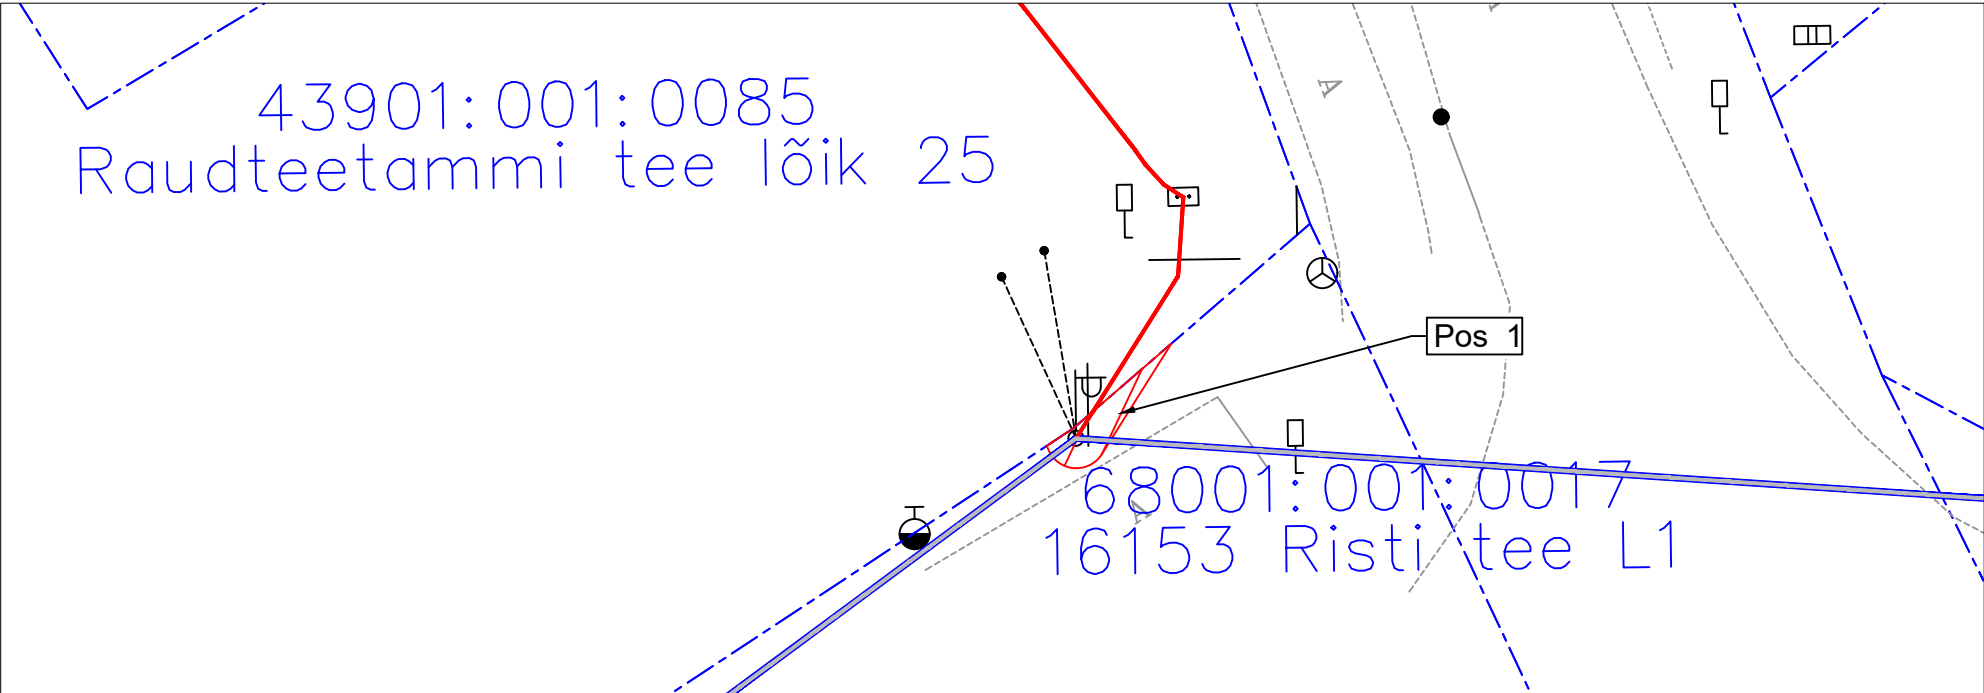 43901:001:0085
Raudteetammi tee lõik 25
A
Pos 1
68001:001:0017
A
16153 Risti tee L1